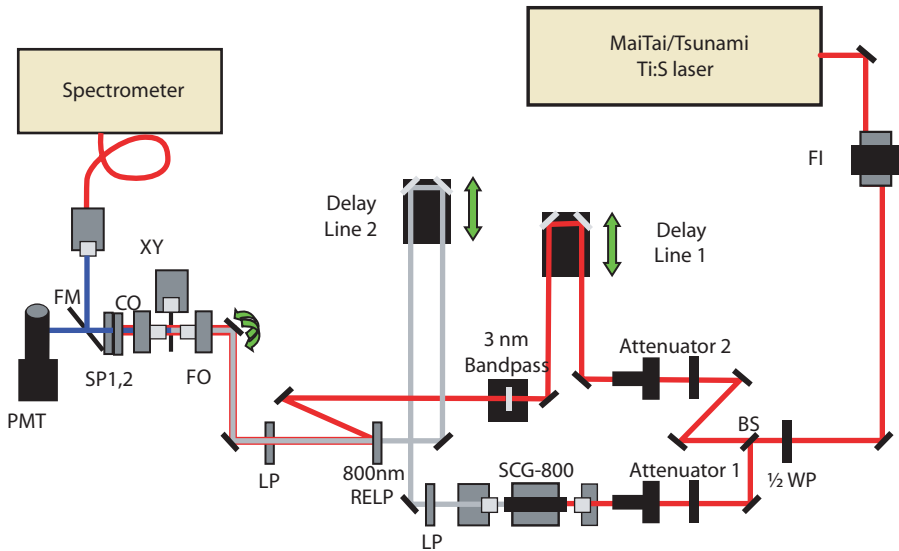 MaiTai/Tsunami
Ti:S laser
Spectrometer
FI
Delay
Line 2
Delay
Line 1
XY
FM
CO
3 nm
Bandpass
Attenuator 2
SP1,2
FO
PMT
BS
LP
800nm
RELP
SCG-800
Attenuator 1
½ WP
LP